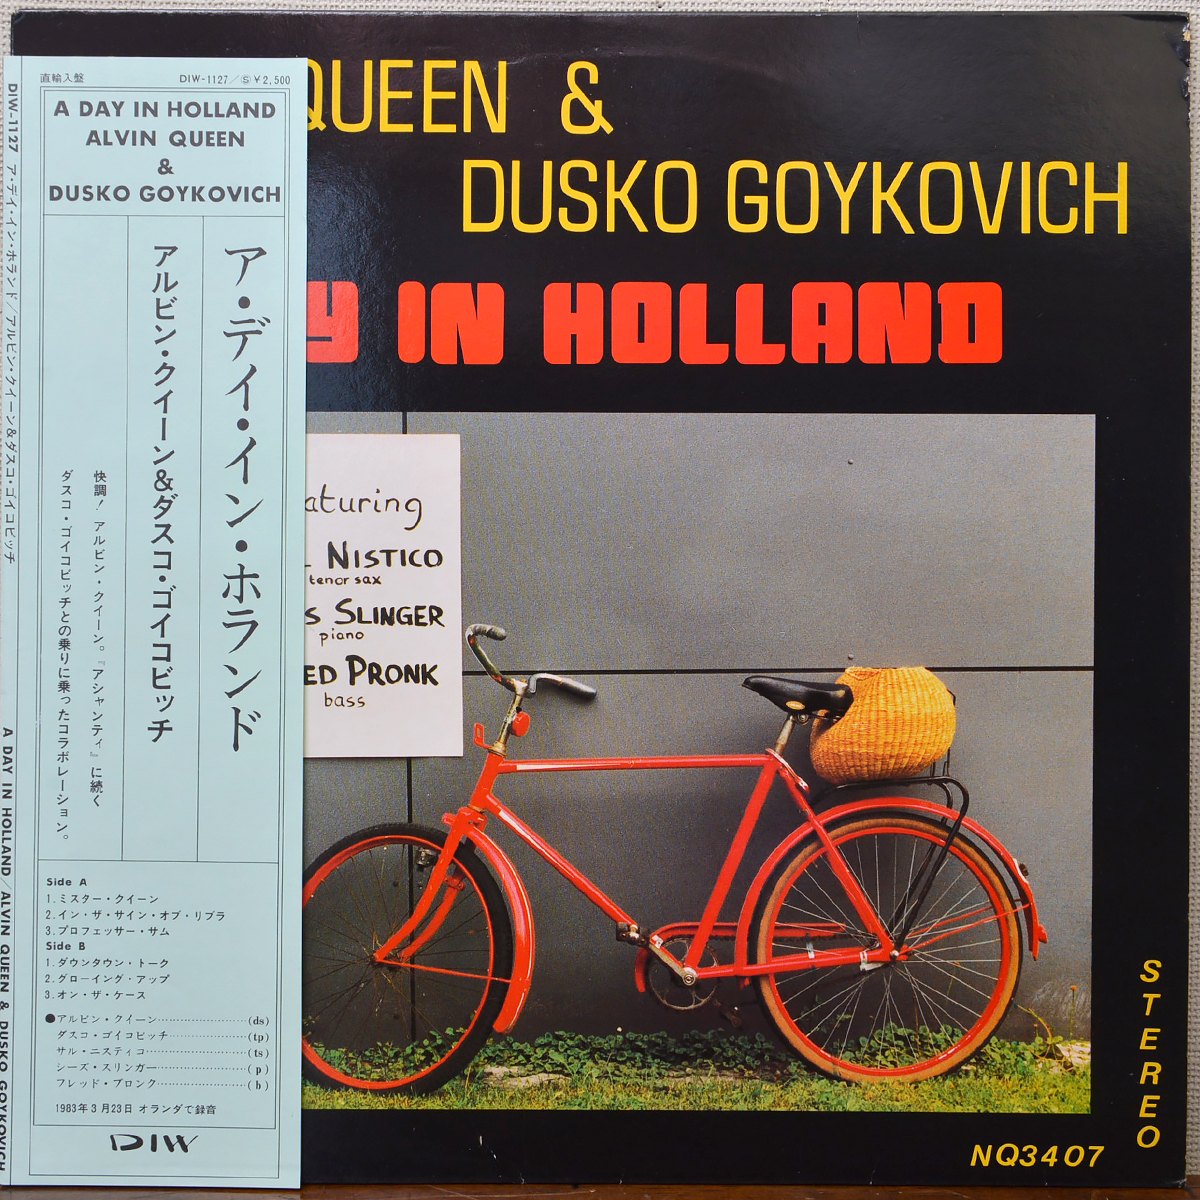 DIW-1127 ア・デイ・イン・ホランド/アルビン・クイーン&ダスコ・ゴイコビッチ
A DAY IN HOLLAND/ALVIN QUEEN & DUSKO GOYKOVICH
直輸入盤 DIW-1127/Ⓢ¥2,500
A DAY IN HOLLAND
ALVIN QUEEN
&
DUSKO GOYKOVICH
ア・デイ・イン・ホランド
アルビン・クイーン&ダスコ・ゴイコビッチ
快調! アルビン・クイーン。『アシャンティ』に続く
ダスコ・ゴイコビッチとの乗りに乗ったコラボレーション。
Side A
1.ミスター・クイーン
2.イン・ザ・サイン・オブ・リブラ
3.プロフェッサー・サム
Side B
1.ダウンタウン・トーク
2.グローイング・アップ
3.オン・ザ・ケース
●アルビン・クイーン……………(ds)
ダスコ・ゴイコビッチ……………(tp)
サル・ニスティコ……………(ts)
シーズ・スリンガー……………(p)
フレッド・プロンク……………(b)
1983年3月23日 オランダで録音
DIW
QUEEN &
DUSKO GOYKOVICH
Y IN HOLLAND
aturing
L NISTICO
tenor sax
S SLINGER
piano
ED PRONK
bass
STEREO
NQ3407